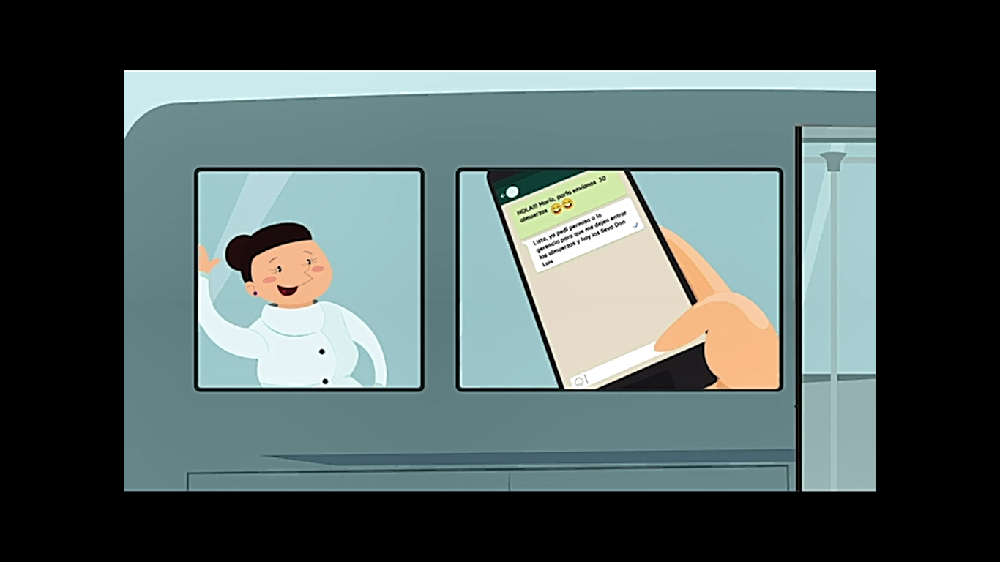 HOLA!!! María, porfa envíanos 30
almuerzos 😅😅
Listo, ya pedí permiso a la
gerencia para que me dejen entrar
los almuerzos y hoy los lleva Don
Luis